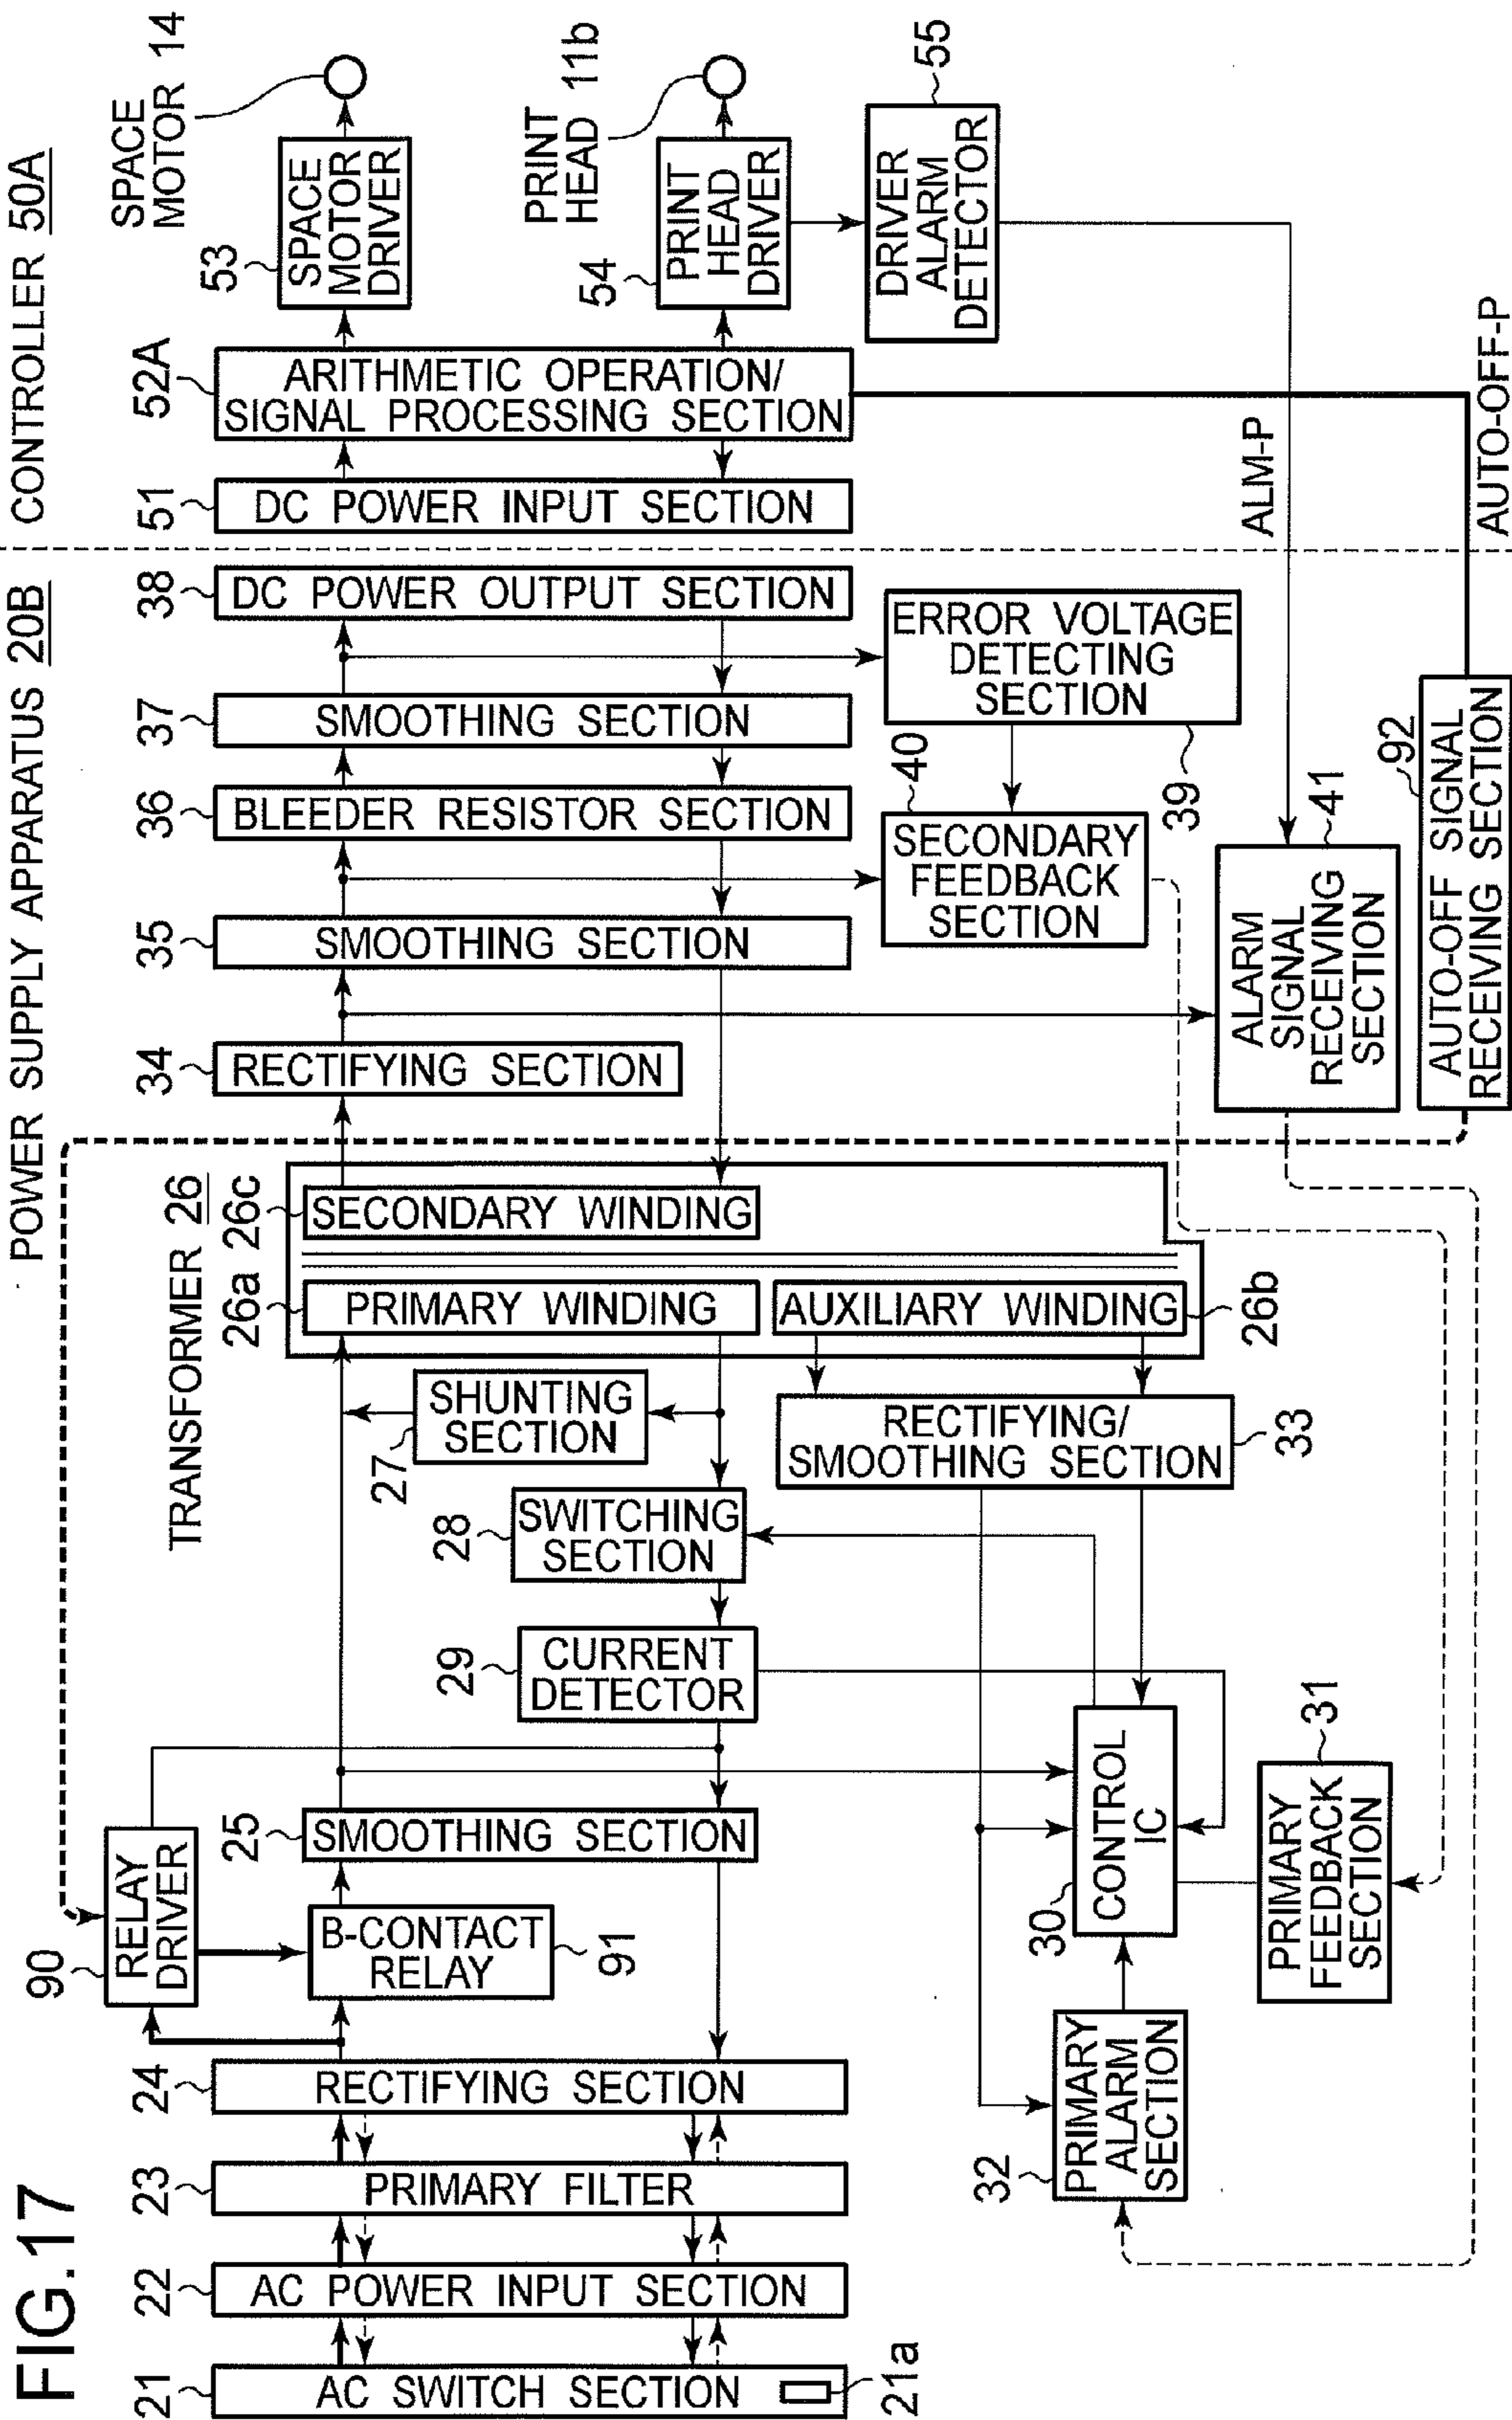 FIG.17
POWER SUPPLY APPARATUS 20B
CONTROLLER 50A
21
AC SWITCH SECTION
21a
22
AC POWER INPUT SECTION
23
PRIMARY FILTER
24
RECTIFYING SECTION
90
RELAY
DRIVER
B-CONTACT
RELAY
91
25
SMOOTHING SECTION
29
CURRENT
DETECTOR
28
SWITCHING
SECTION
27
SHUNTING
SECTION
TRANSFORMER 26
26a
PRIMARY WINDING
26c
SECONDARY WINDING
AUXILIARY WINDING
26b
RECTIFYING/
SMOOTHING SECTION
33
30
CONTROL
IC
PRIMARY
FEEDBACK
SECTION
31
32
PRIMARY
ALARM
SECTION
34
RECTIFYING SECTION
35
SMOOTHING SECTION
36
BLEEDER RESISTOR SECTION
37
SMOOTHING SECTION
38
DC POWER OUTPUT SECTION
ERROR VOLTAGE
DETECTING
SECTION
39
40
SECONDARY
FEEDBACK
SECTION
ALARM
SIGNAL
RECEIVING
SECTION
41
92
AUTO-OFF SIGNAL
RECEIVING SECTION
51
DC POWER INPUT SECTION
52A
ARITHMETIC OPERATION/
SIGNAL PROCESSING SECTION
53
SPACE
MOTOR
DRIVER
SPACE
MOTOR 14
54
PRINT
HEAD
DRIVER
PRINT
HEAD 11b
DRIVER
ALARM
DETECTOR
55
ALM-P
AUTO-OFF-P